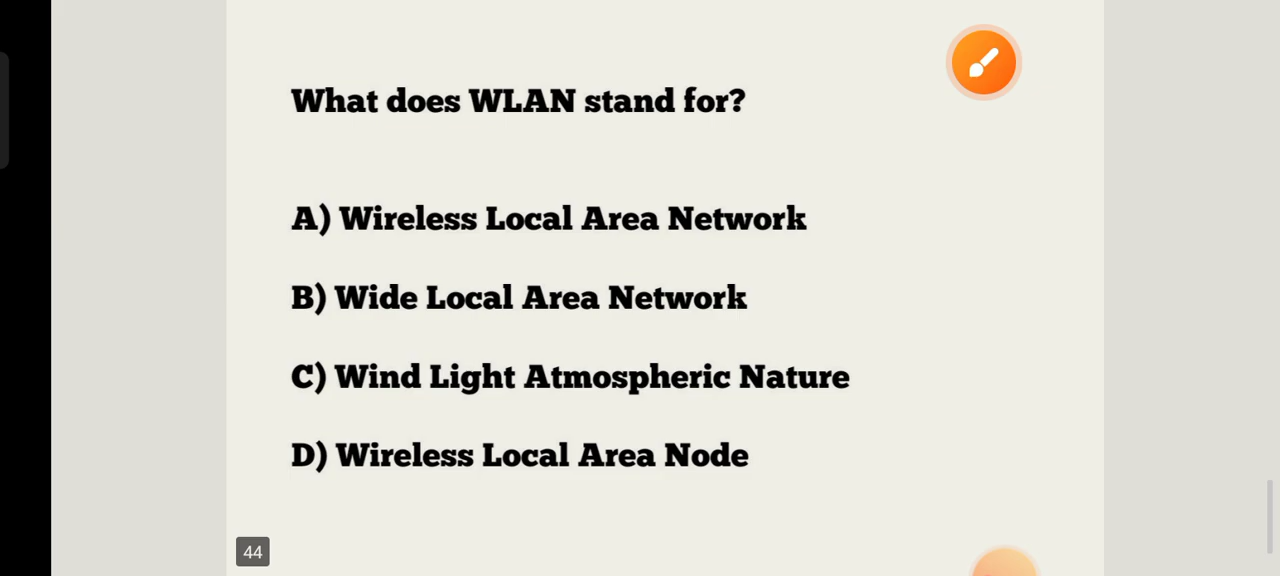 What does WLAN stand for?
A) Wireless Local Area Network
B) Wide Local Area Network
C) Wind Light Atmospheric Nature
D) Wireless Local Area Node
44